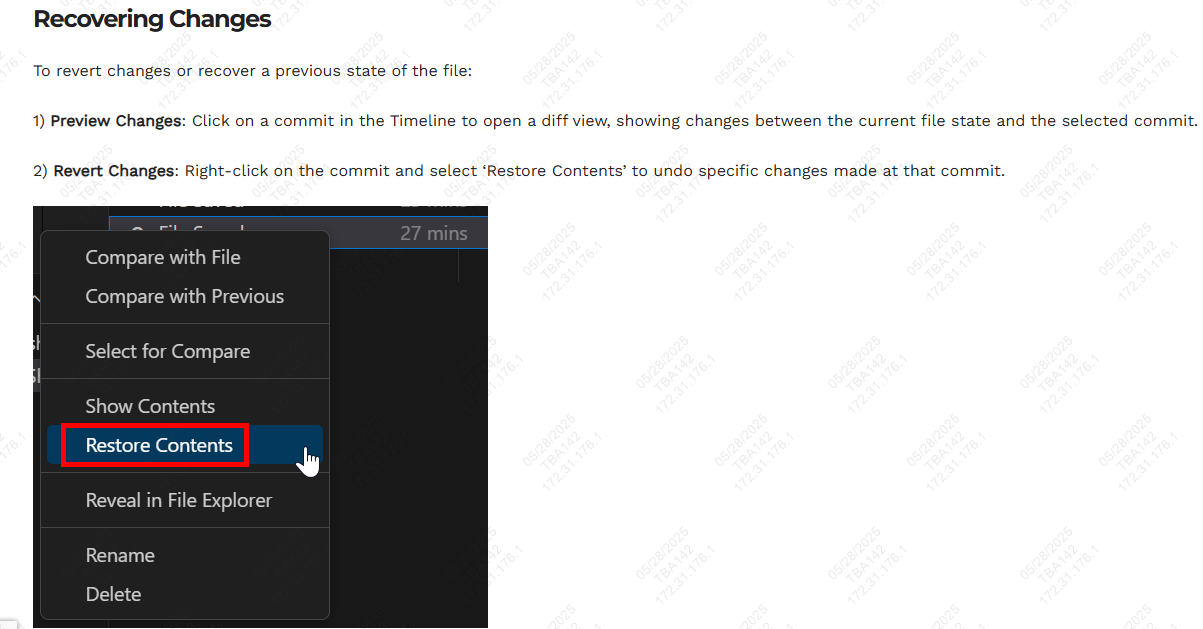 Recovering Changes
To revert changes or recover a previous state of the file:
1) Preview Changes: Click on a commit in the Timeline to open a diff view, showing changes between the current file state and the selected commit.
2) Revert Changes: Right-click on the commit and select ‘Restore Contents’ to undo specific changes made at that commit.
27 mins
Compare with File
Compare with Previous
Select for Compare
Show Contents
Restore Contents
Reveal in File Explorer
Rename
Delete
05/28/2025
TBA142
172.31.176.1